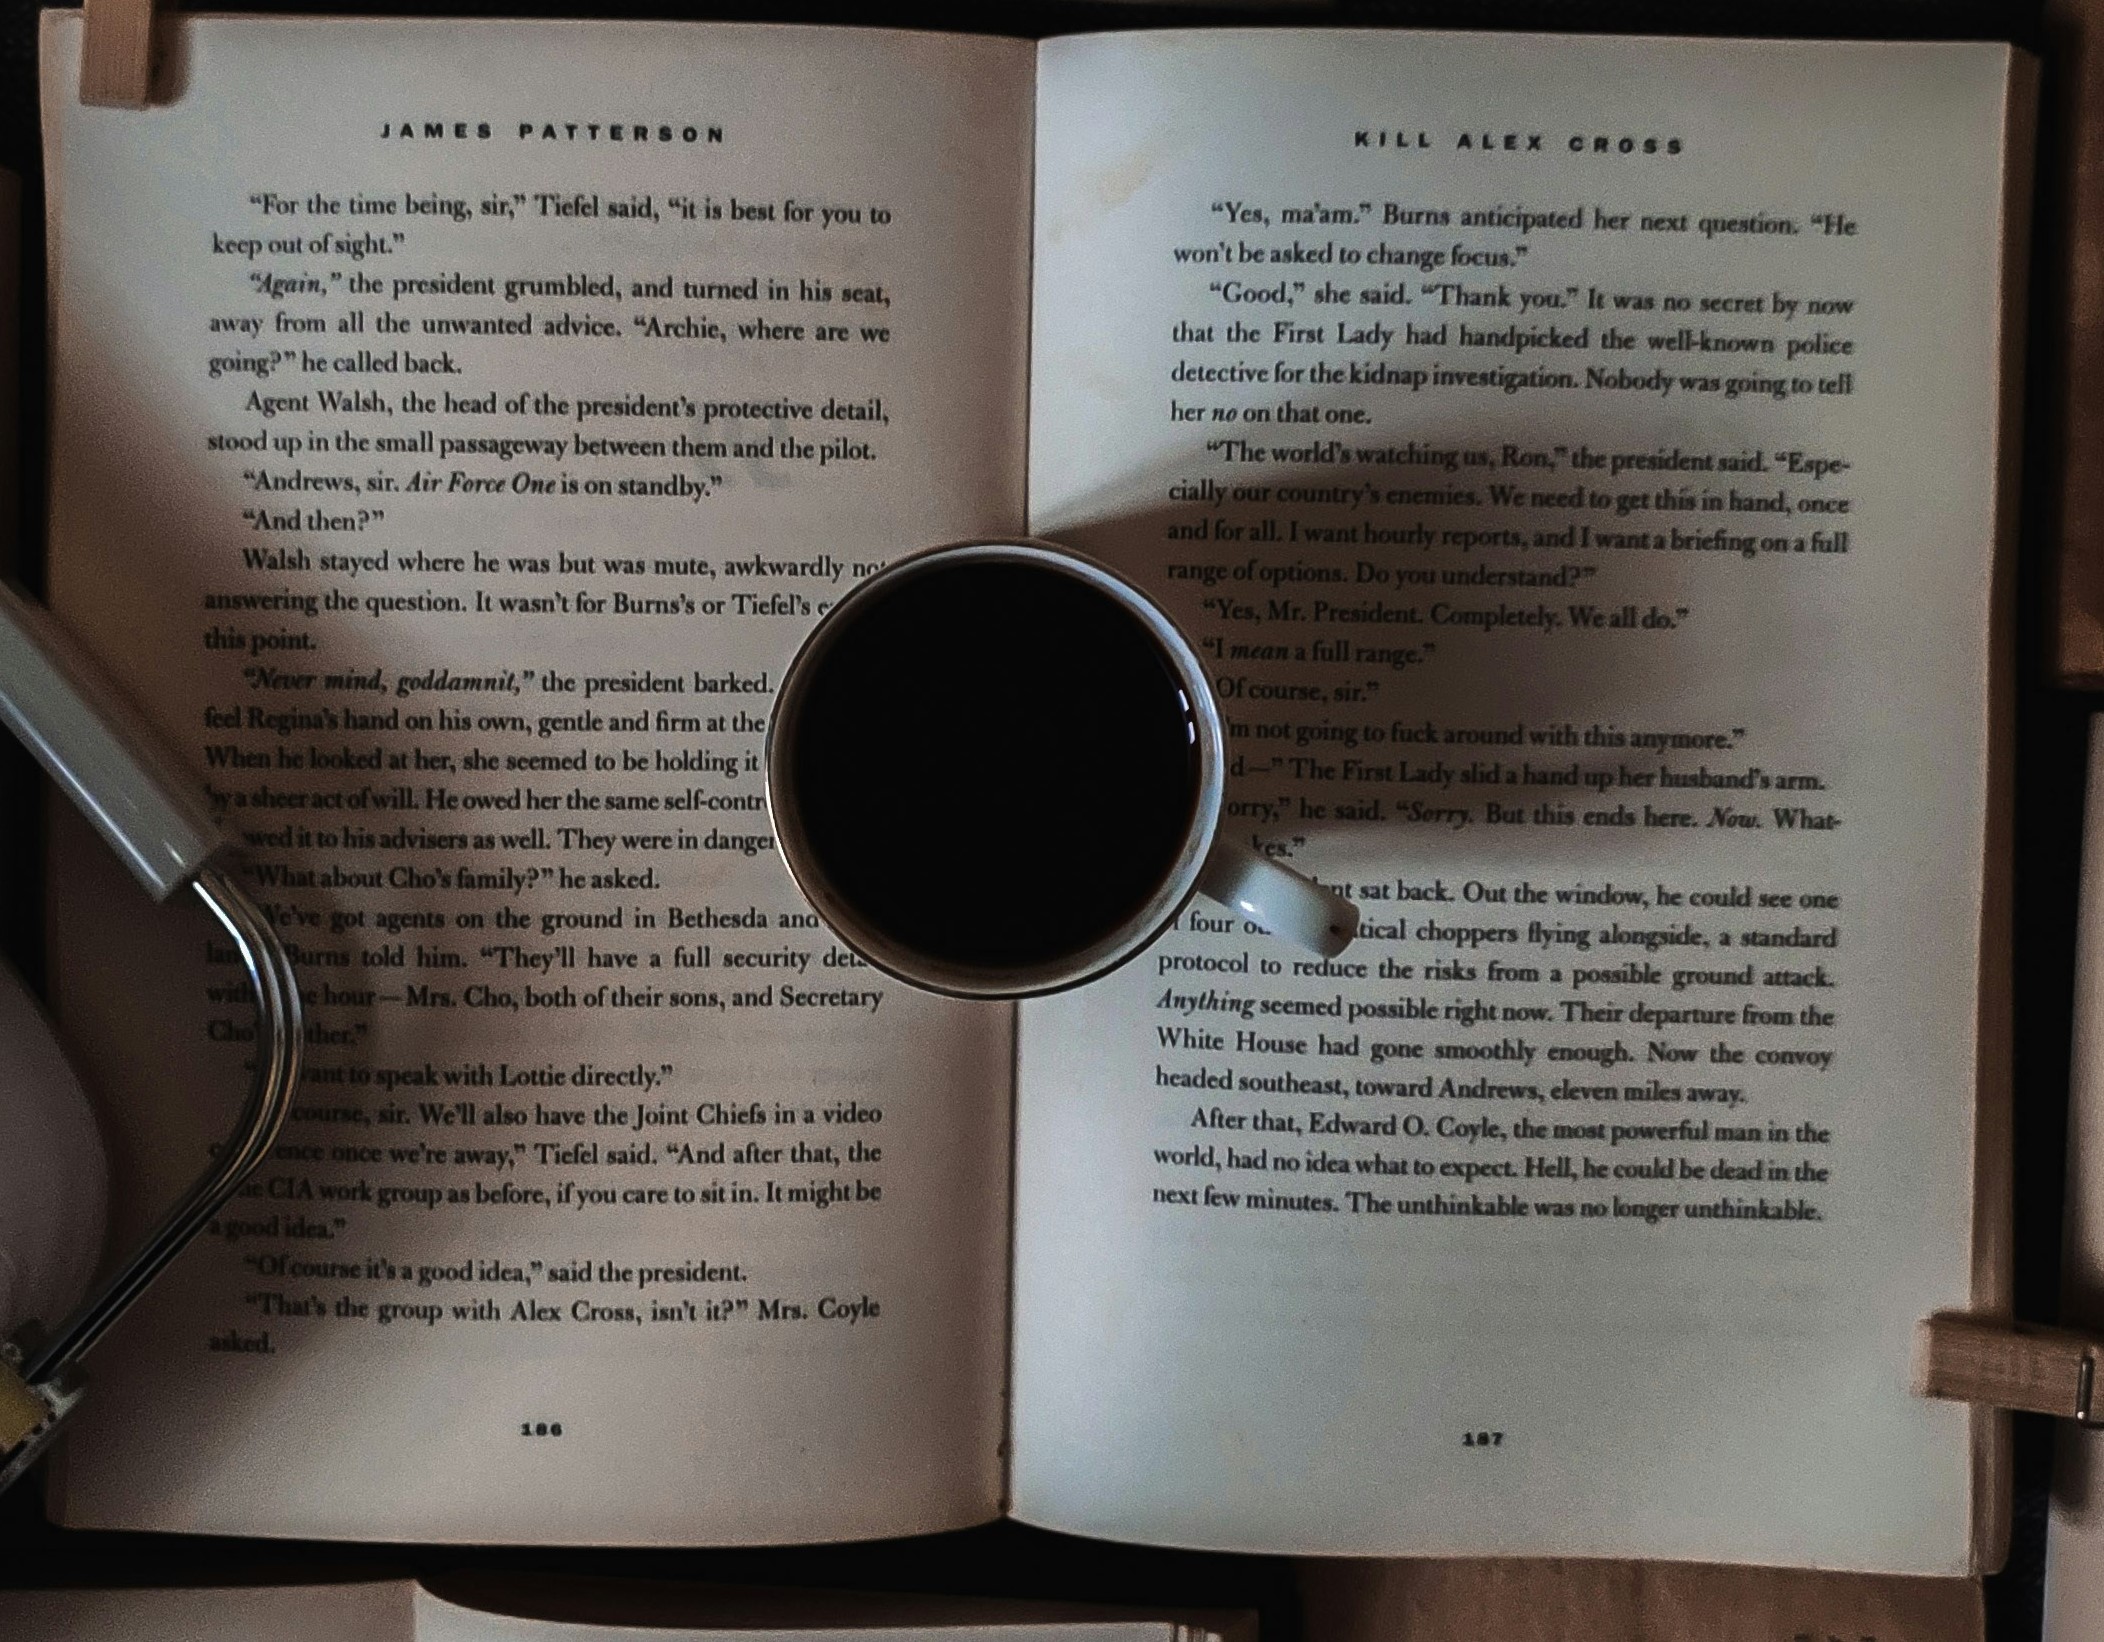 JAMES PATTERSON
“For the time being, sir,” Tiefel said, “it is best for you to
keep out of sight.”
“Again,” the president grumbled, and turned in his seat,
away from all the unwanted advice. “Archie, where are we
going?” he called back.
Agent Walsh, the head of the president’s protective detail,
stood up in the small passageway between them and the pilot.
“Andrews, sir. Air Force One is on standby.”
“And then?”
Walsh stayed where he was but was mute, awkwardly
answering the question. It wasn’t for Burns’s or Tiefel’s
this point.
“Never mind, goddamnit,” the president barked.
feel Regina’s hand on his own, gentle and firm at the
When he looked at her, she seemed to be holding it
by a sheer act of will. He owed her the same self-
it to his advisers as well. They were in
“What about Cho’s family?” he asked.
We’ve got agents on the ground in Bethesda and
Burns told him. “They’ll have a full security
hour—Mrs. Cho, both of their sons, and Secretary
“ to speak with Lottie directly.”
course, sir. We’ll also have the Joint Chiefs in a video
once we’re away,” Tiefel said. “And after that, the
CIA work group as before, if you care to sit in. It might be
a good idea.”
“Of course it’s a good idea,” said the president.
“That’s the group with Alex Cross, isn’t it?” Mrs. Coyle
asked.
186
KILL ALEX CROSS
“Yes, ma’am.” Burns anticipated her next question. “He
won’t be asked to change focus.”
“Good,” she said. “Thank you.” It was no secret by now
that the First Lady had handpicked the well-known police
detective for the kidnap investigation. Nobody was going to tell
her no on that one.
“The world’s watching us, Ron,” the president said. “Espe-
cially our country’s enemies. We need to get this in hand, once
and for all. I want hourly reports, and I want a briefing on a full
range of options. Do you understand?”
“Yes, Mr. President. Completely. We all do.”
“I mean a full range.”
Of course, sir.”
’m not going to fuck around with this anymore.”
d—” The First Lady slid a hand up her husband’s arm.
orry,” he said. “Sorry. But this ends here. Now. What-
kes.”
sat back. Out the window, he could see one
four choppers flying alongside, a standard
protocol to reduce the risks from a possible ground attack.
Anything seemed possible right now. Their departure from the
White House had gone smoothly enough. Now the convoy
headed southeast, toward Andrews, eleven miles away.
After that, Edward O. Coyle, the most powerful man in the
world, had no idea what to expect. Hell, he could be dead in the
next few minutes. The unthinkable was no longer unthinkable.
187